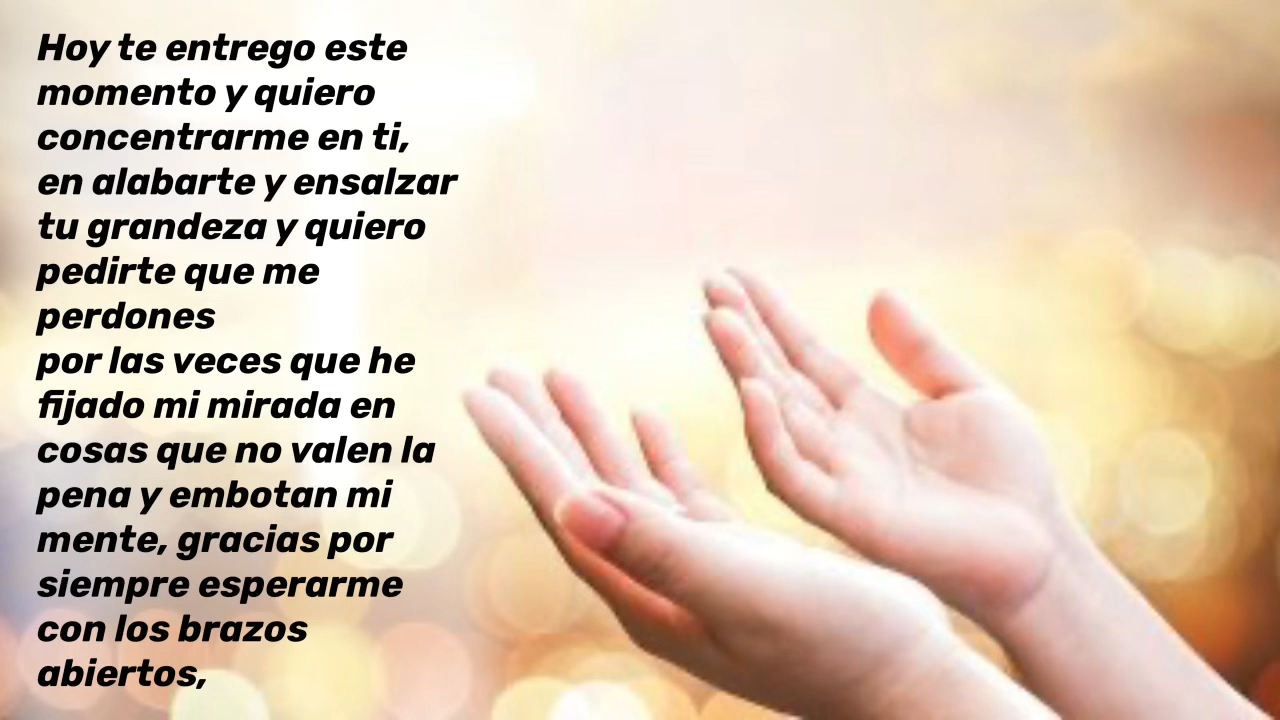 Hoy te entrego este
momento y quiero
concentrarme en ti,
en alabarte y ensalzar
tu grandeza y quiero
pedirte que me
perdones
por las veces que he
fijado mi mirada en
cosas que no valen la
pena y embotan mi
mente, gracias por
siempre esperarme
con los brazos
abiertos,